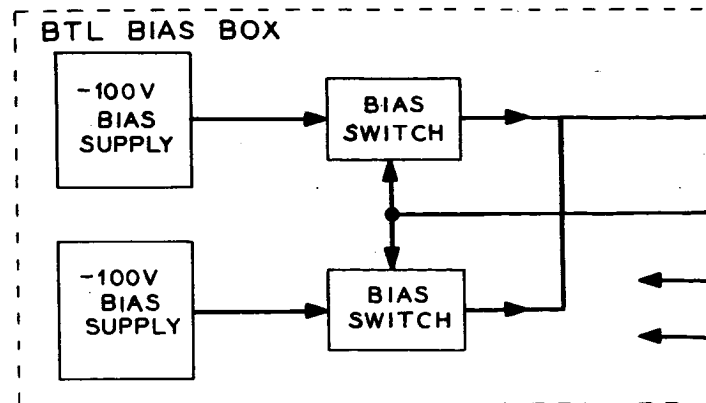 BTL BIAS BOX
-100V
BIAS
SUPPLY
BIAS
SWITCH
-100V
BIAS
SUPPLY
BIAS
SWITCH